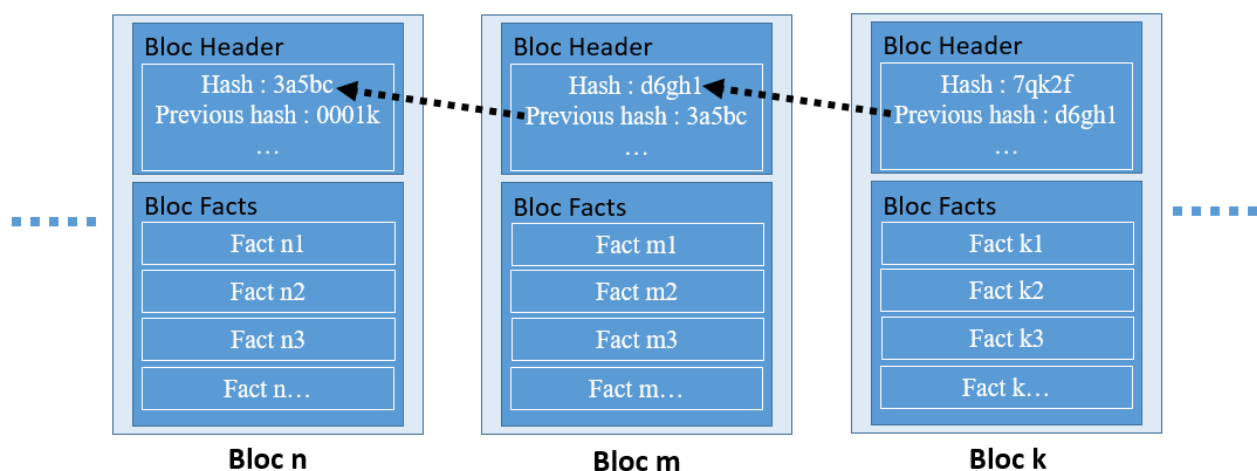 Bloc Header
Hash : 3a5bc
Previous hash : 0001k
…
Bloc Facts
Fact n1
Fact n2
Fact n3
Fact n…
Bloc n
Bloc Header
Hash : d6gh1
Previous hash : 3a5bc
…
Bloc Facts
Fact m1
Fact m2
Fact m3
Fact m…
Bloc m
Bloc Header
Hash : 7qk2f
Previous hash : d6gh1
…
Bloc Facts
Fact k1
Fact k2
Fact k3
Fact k…
Bloc k